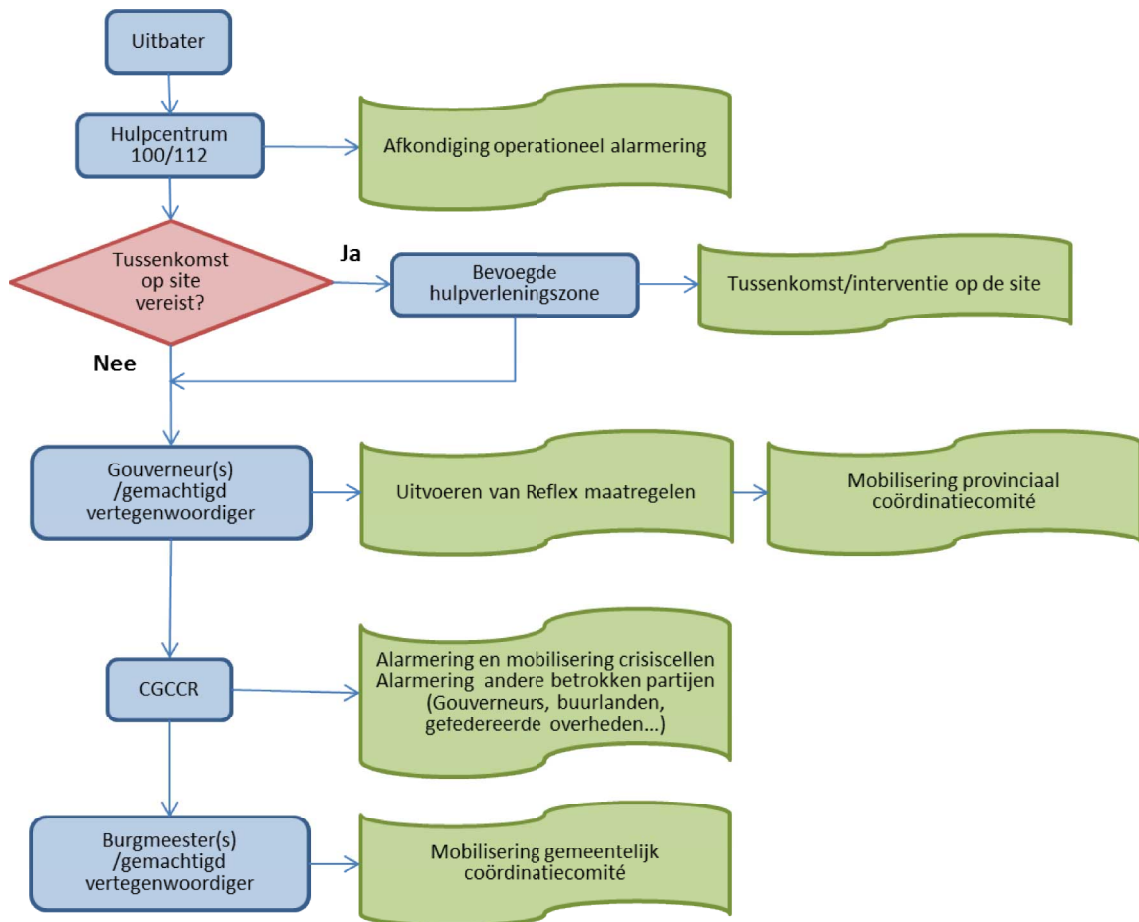 Uitbater
Hulpcentrum
100/112
Afkondiging operationeel alarmering
Tussenkomst
op site
vereist?
Ja
Bevoegde
hulpverleningszone
Tussenkomst/interventie op de site
Nee
Gouverneur(s)
/gemachtigd
vertegenwoordiger
Uitvoeren van Reflex maatregelen
Mobilisering provinciaal
coördinatiecomité
CGCCR
Alarmering en mobilisering crisiscellen
Alarmering andere betrokken partijen
(Gouverneurs, buurlanden,
gefedereerde overheden...)
Burgmeester(s)
/gemachtigd
vertegenwoordiger
Mobilisering gemeentelijk
coördinatiecomité